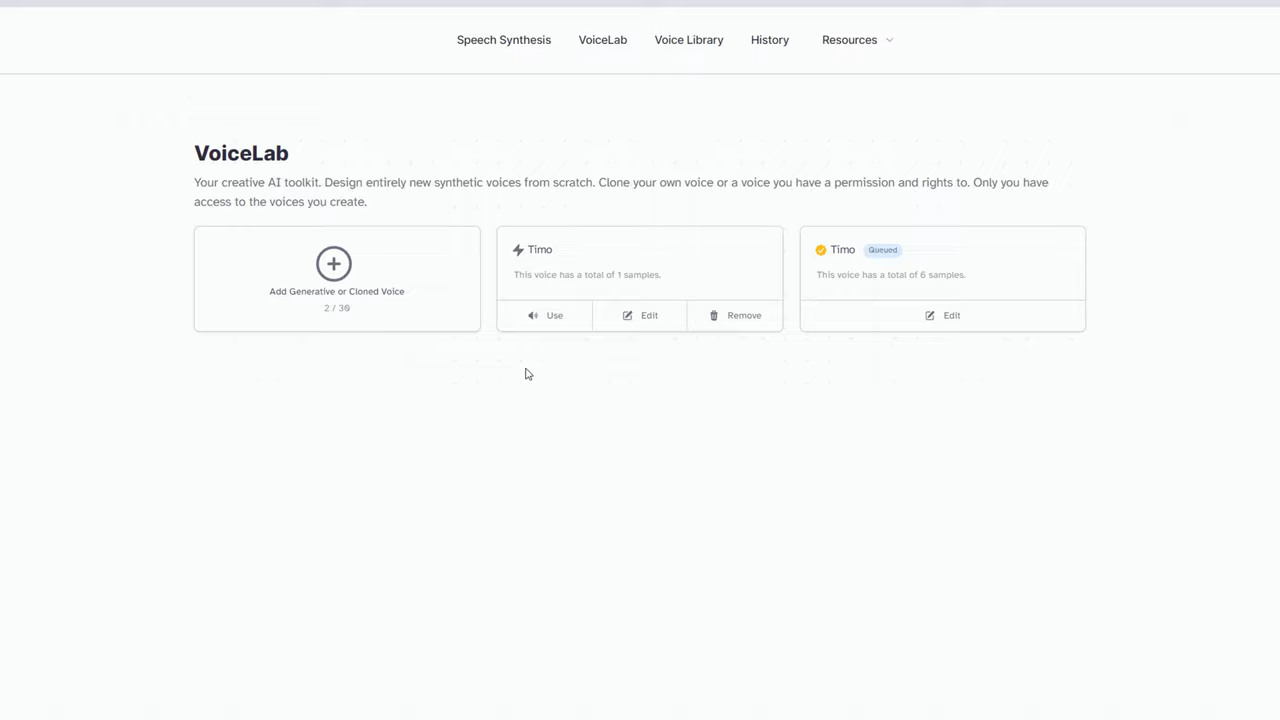 Speech Synthesis VoiceLab Voice Library History Resources
VoiceLab
Your creative AI toolkit. Design entirely new synthetic voices from scratch. Clone your own voice or a voice you have a permission and rights to. Only you have
access to the voices you create.
Add Generative or Cloned Voice
2 / 30
Timo
This voice has a total of 1 samples.
Use Edit Remove
Timo Queued
This voice has a total of 6 samples.
Edit